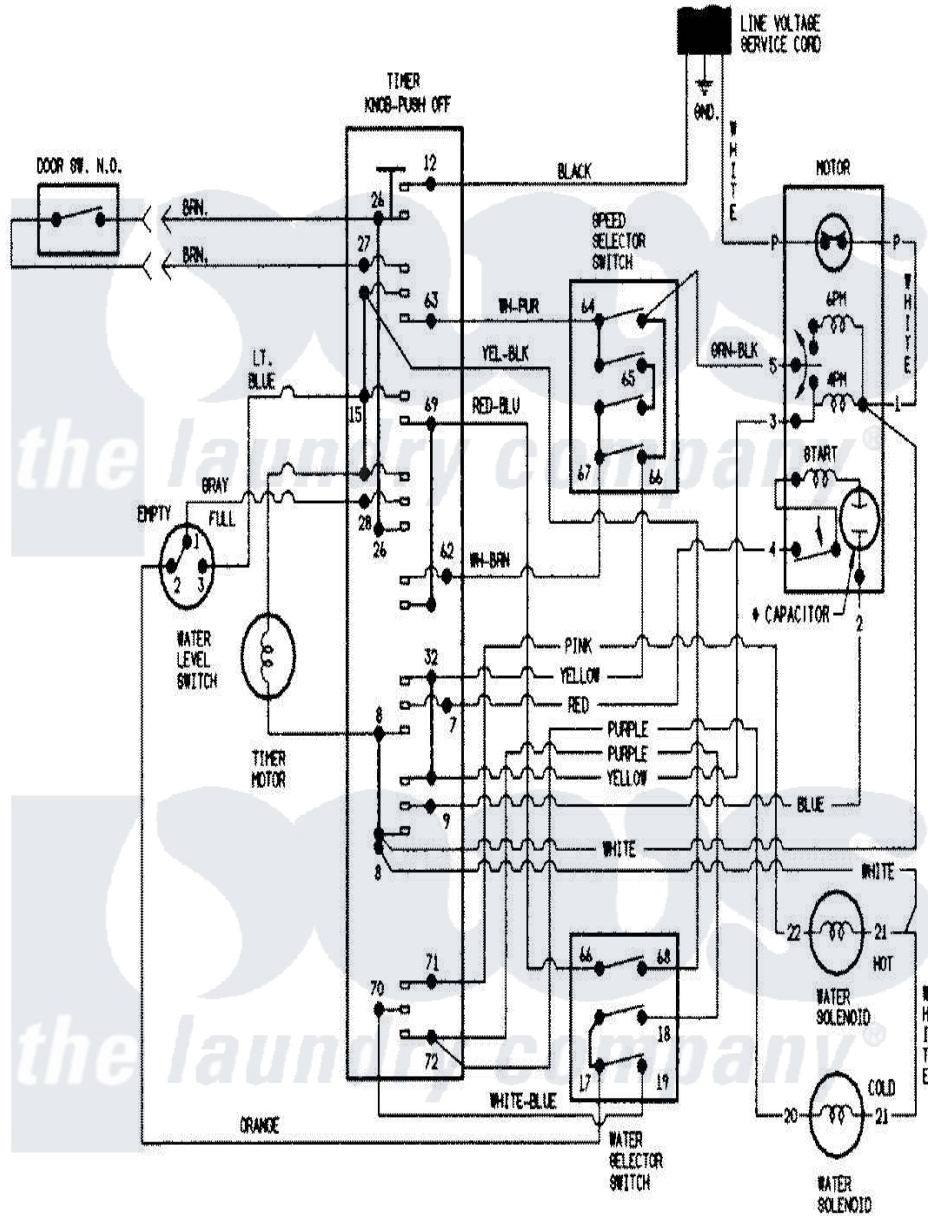 LINE VOLTAGE
SERVICE CORD
GND.
WHITE
TIMER
KNOB-PUSH OFF
DOOR SW. N.O.
BRN.
BRN.
12
BLACK
26
27
63
WH-PUR
YEL-BLK
SPEED
SELECTOR
SWITCH
64
65
67
66
MOTOR
P
P
WHITE
6PM
GRN-BLK
5
4PM
3
1
START
4
* CAPACITOR
2
LT.
BLUE
15
69
RED-BLU
GRAY
28
26
EMPTY
FULL
1
2
3
WATER
LEVEL
SWITCH
62
WH-BRN
TIMER
MOTOR
PINK
32
YELLOW
7
RED
8
PURPLE
PURPLE
YELLOW
9
BLUE
8
WHITE
WHITE
the laundry company®
the laundry company®
71
70
72
66
68
18
17
19
WHITE-BLUE
ORANGE
WATER
SELECTOR
SWITCH
22
21
HOT
WATER
SOLENOID
WHITE
COLD
20
21
WATER
SOLENOID